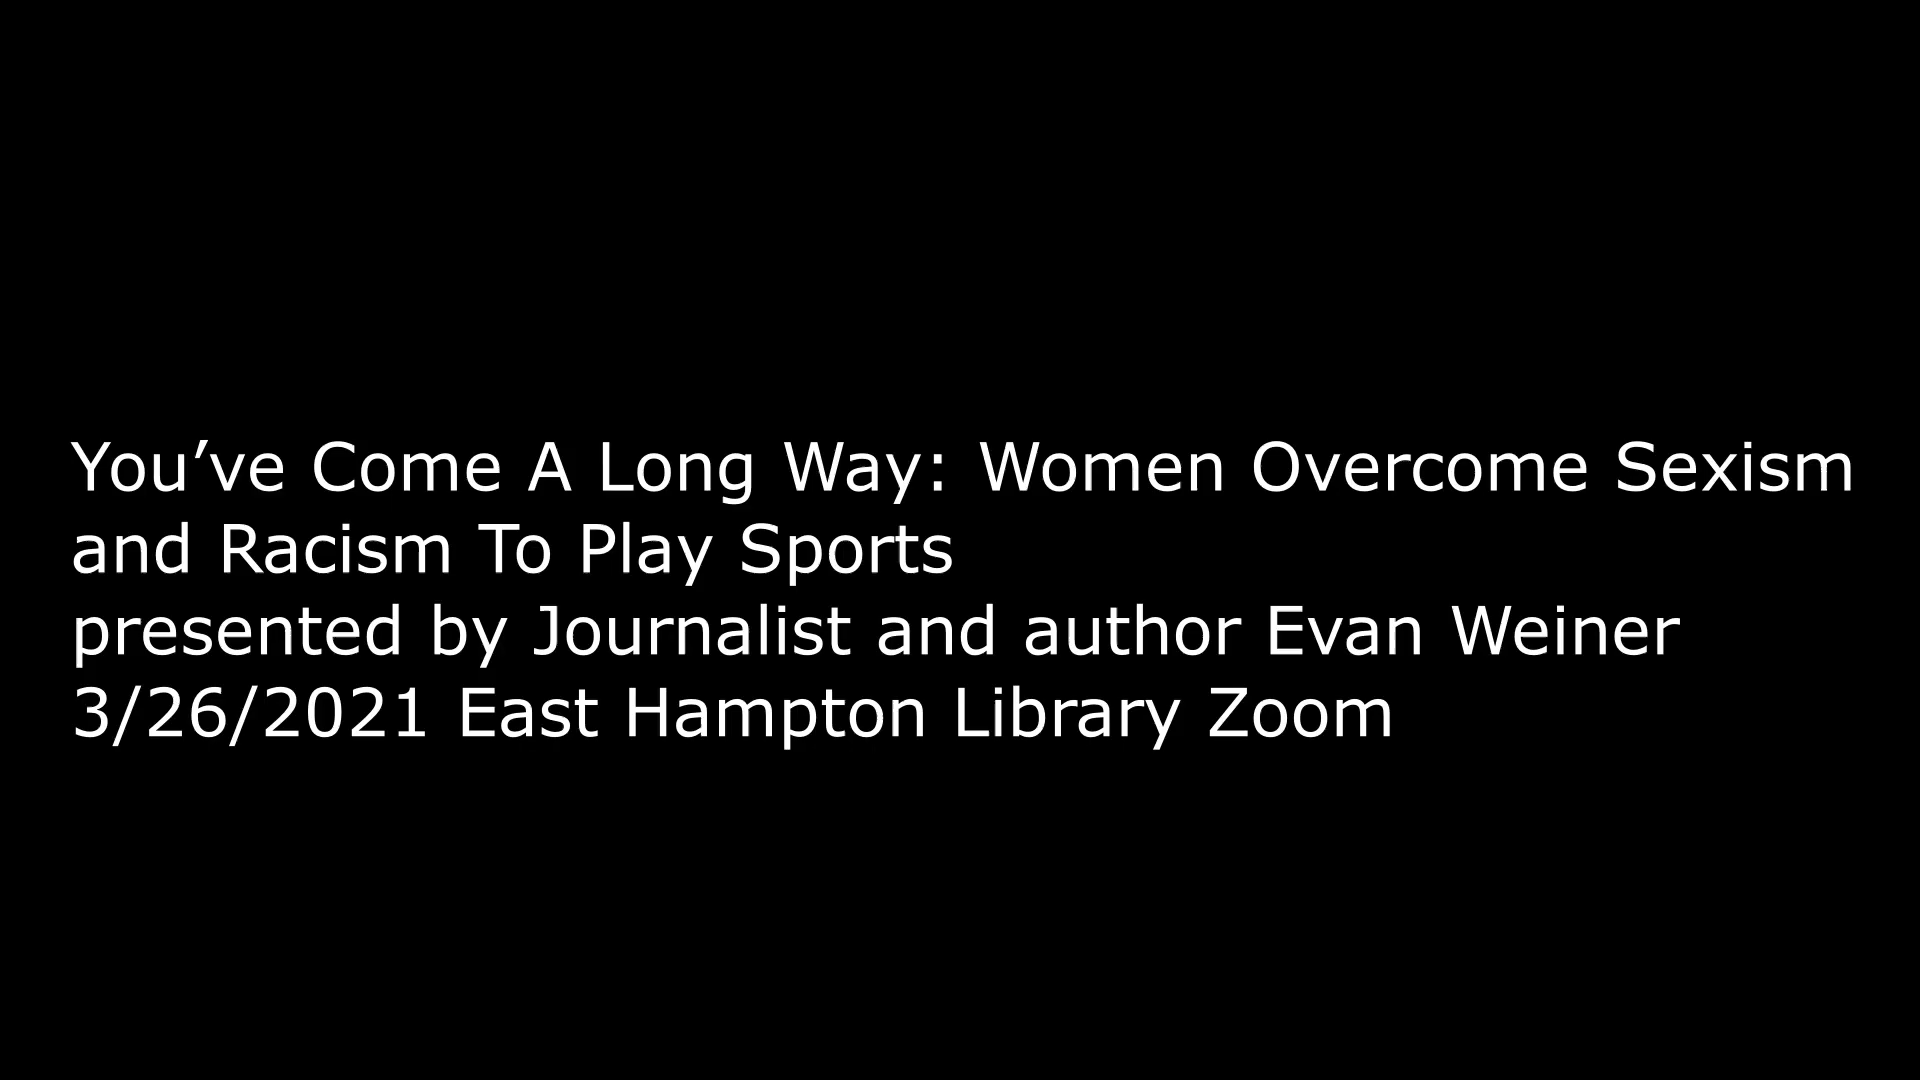 You’ve Come A Long Way: Women Overcome Sexism
and Racism To Play Sports
presented by Journalist and author Evan Weiner
3/26/2021 East Hampton Library Zoom